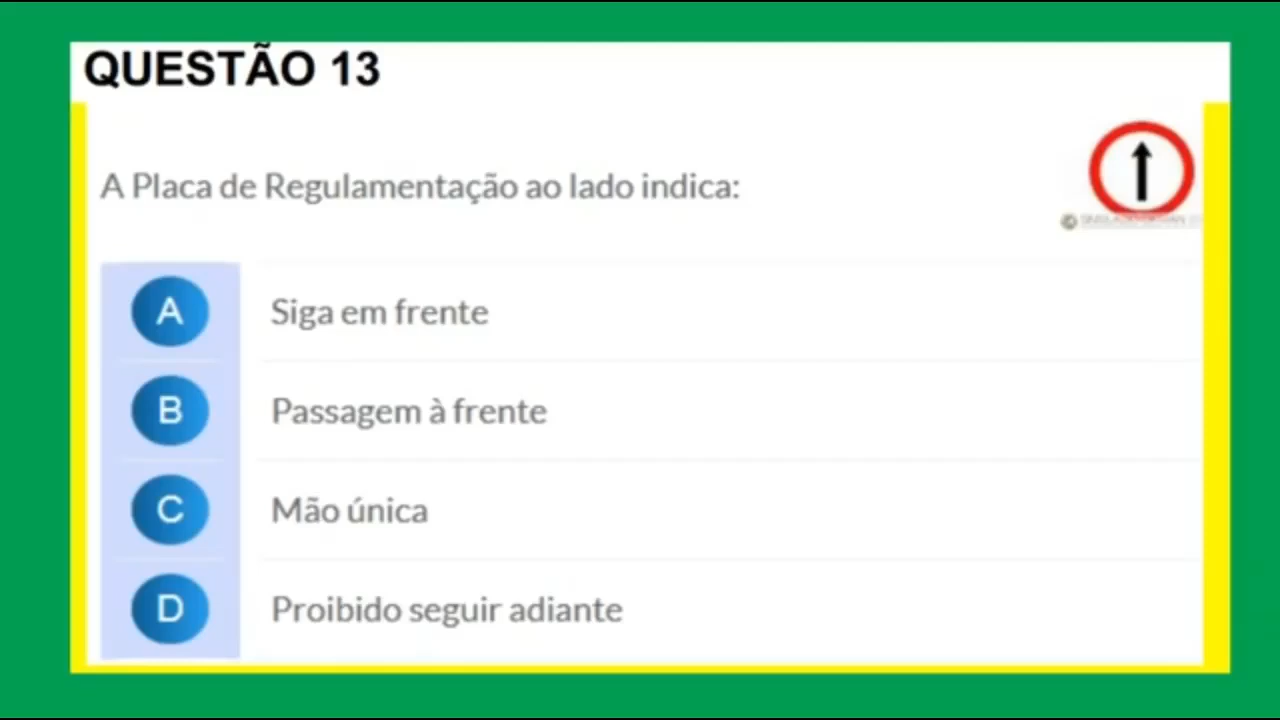 QUESTÃO 13
A Placa de Regulamentação ao lado indica:
A Siga em frente
B Passagem à frente
C Mão única
D Proibido seguir adiante